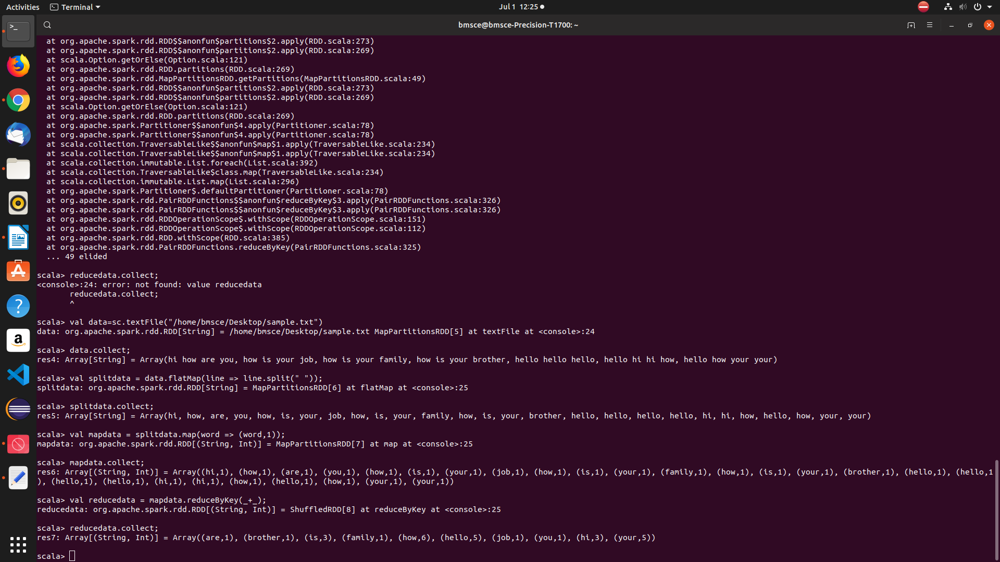 Activities
Terminal
Jul 1 12:25
bmsce@bmsce-Precision-T1700: ~
at org.apache.spark.rdd.RDD$$anonfun$partitions$2.apply(RDD.scala:273)
at org.apache.spark.rdd.RDD$$anonfun$partitions$2.apply(RDD.scala:269)
at scala.Option.getOrElse(Option.scala:121)
at org.apache.spark.rdd.RDD.partitions(RDD.scala:269)
at org.apache.spark.rdd.MapPartitionsRDD.getPartitions(MapPartitionsRDD.scala:49)
at org.apache.spark.rdd.RDD$$anonfun$partitions$2.apply(RDD.scala:273)
at org.apache.spark.rdd.RDD$$anonfun$partitions$2.apply(RDD.scala:269)
at scala.Option.getOrElse(Option.scala:121)
at org.apache.spark.rdd.RDD.partitions(RDD.scala:269)
at org.apache.spark.Partitioner$$anonfun$4.apply(Partitioner.scala:78)
at org.apache.spark.Partitioner$$anonfun$4.apply(Partitioner.scala:78)
at scala.collection.TraversableLike$$anonfun$map$1.apply(TraversableLike.scala:234)
at scala.collection.TraversableLike$$anonfun$map$1.apply(TraversableLike.scala:234)
at scala.collection.immutable.List.foreach(List.scala:392)
at scala.collection.TraversableLike$class.map(TraversableLike.scala:234)
at scala.collection.immutable.List.map(List.scala:296)
at org.apache.spark.Partitioner$.defaultPartitioner(Partitioner.scala:78)
at org.apache.spark.rdd.PairRDDFunctions$$anonfun$reduceByKey$3.apply(PairRDDFunctions.scala:326)
at org.apache.spark.rdd.PairRDDFunctions$$anonfun$reduceByKey$3.apply(PairRDDFunctions.scala:326)
at org.apache.spark.rdd.RDDOperationScope$.withScope(RDDOperationScope.scala:151)
at org.apache.spark.rdd.RDDOperationScope$.withScope(RDDOperationScope.scala:112)
at org.apache.spark.rdd.RDD.withScope(RDD.scala:385)
at org.apache.spark.rdd.PairRDDFunctions.reduceByKey(PairRDDFunctions.scala:325)
... 49 elided
scala> reducedata.collect;
<console>:24: error: not found: value reducedata
reducedata.collect;
^
scala> val data=sc.textFile("/home/bmsce/Desktop/sample.txt")
data: org.apache.spark.rdd.RDD[String] = /home/bmsce/Desktop/sample.txt MapPartitionsRDD[5] at textFile at <console>:24
scala> data.collect;
res4: Array[String] = Array(hi how are you, how is your job, how is your family, how is your brother, hello hello hello, hello hi hi how, hello how your your)
scala> val splitdata = data.flatMap(line => line.split(" "));
splitdata: org.apache.spark.rdd.RDD[String] = MapPartitionsRDD[6] at flatMap at <console>:25
scala> splitdata.collect;
res5: Array[String] = Array(hi, how, are, you, how, is, your, job, how, is, your, family, how, is, your, brother, hello, hello, hello, hello, hi, hi, how, hello, how, your, your)
scala> val mapdata = splitdata.map(word => (word,1));
mapdata: org.apache.spark.rdd.RDD[(String, Int)] = MapPartitionsRDD[7] at map at <console>:25
scala> mapdata.collect;
res6: Array[(String, Int)] = Array((hi,1), (how,1), (are,1), (you,1), (how,1), (is,1), (your,1), (job,1), (how,1), (is,1), (your,1), (family,1), (how,1), (is,1), (your,1), (brother,1), (hello,1), (hello,1
), (hello,1), (hello,1), (hi,1), (hi,1), (how,1), (hello,1), (how,1), (your,1), (your,1))
scala> val reducedata = mapdata.reduceByKey(_+_);
reducedata: org.apache.spark.rdd.RDD[(String, Int)] = ShuffledRDD[8] at reduceByKey at <console>:25
scala> reducedata.collect;
res7: Array[(String, Int)] = Array((are,1), (brother,1), (is,3), (family,1), (how,6), (hello,5), (job,1), (you,1), (hi,3), (your,5))
scala>